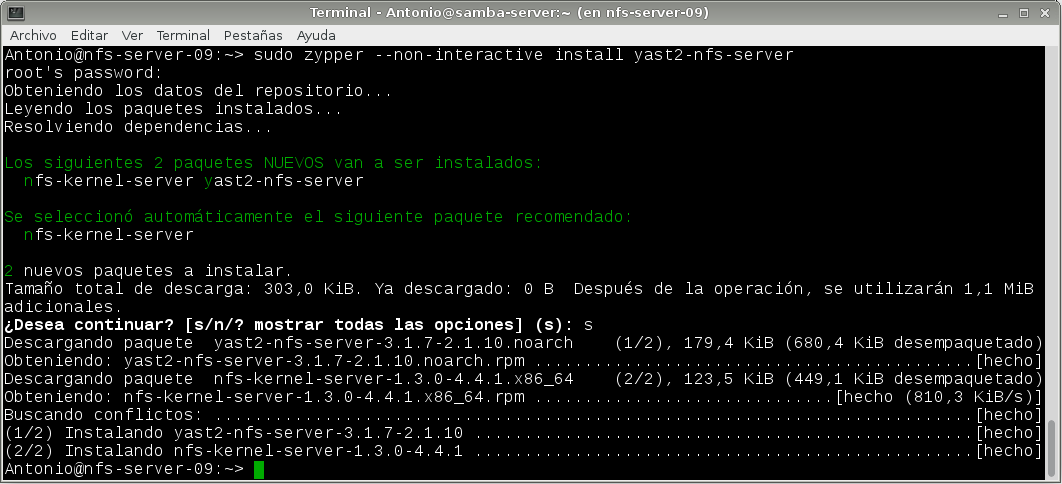 Terminal - Antonio@samba-server:~ (en nfs-server-09)
Archivo Editar Ver Terminal Pestañas Ayuda
Antonio@nfs-server-09:~> sudo zypper --non-interactive install yast2-nfs-server
root's password:
Obteniendo los datos del repositorio...
Leyendo los paquetes instalados...
Resolviendo dependencias...
Los siguientes 2 paquetes NUEVOS van a ser instalados:
nfs-kernel-server yast2-nfs-server
Se seleccionó automáticamente el siguiente paquete recomendado:
nfs-kernel-server
2 nuevos paquetes a instalar.
Tamaño total de descarga: 303,0 KiB. Ya descargado: 0 B  Después de la operación, se utilizarán 1,1 MiB
adicionales.
¿Desea continuar? [s/n/? mostrar todas las opciones] (s): s
Descargando paquete  yast2-nfs-server-3.1.7-2.1.10.noarch    (1/2), 179,4 KiB (680,4 KiB desempaquetado)
Obteniendo: yast2-nfs-server-3.1.7-2.1.10.noarch.rpm ............................................[hecho]
Descargando paquete  nfs-kernel-server-1.3.0-4.4.1.x86_64    (2/2), 123,5 KiB (449,1 KiB desempaquetado)
Obteniendo: nfs-kernel-server-1.3.0-4.4.1.x86_64.rpm ..............................[hecho (810,3 KiB/s)]
Buscando conflictos: ............................................................................[hecho]
(1/2) Instalando yast2-nfs-server-3.1.7-2.1.10 ..................................................[hecho]
(2/2) Instalando nfs-kernel-server-1.3.0-4.4.1 ..................................................[hecho]
Antonio@nfs-server-09:~>